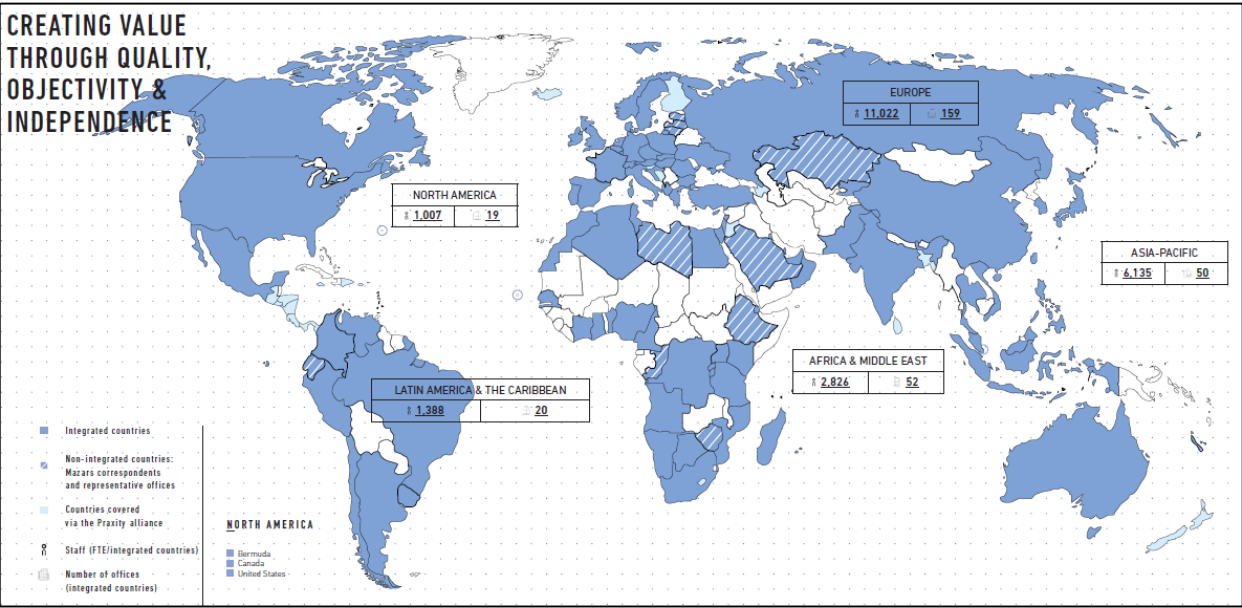 CREATING VALUE
THROUGH QUALITY,
OBJECTIVITY &
INDEPENDENCE
EUROPE
11,022 159
NORTH AMERICA
1,007 19
ASIA-PACIFIC
6,135 50
AFRICA & MIDDLE EAST
2,826 52
LATIN AMERICA & THE CARIBBEAN
1,388 20
Integrated countries
Non-integrated countries:
Mazars correspondents
and representative offices
Countries covered
via the Praxity alliance
Staff (FTE/integrated countries)
Number of offices
(integrated countries)
NORTH AMERICA
Bermuda
Canada
United States